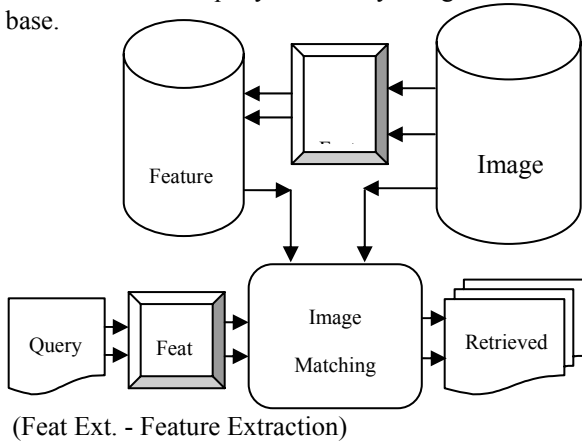 base.
Feature
Image
Query
Feat
Image
Matching
Retrieved
(Feat Ext. - Feature Extraction)